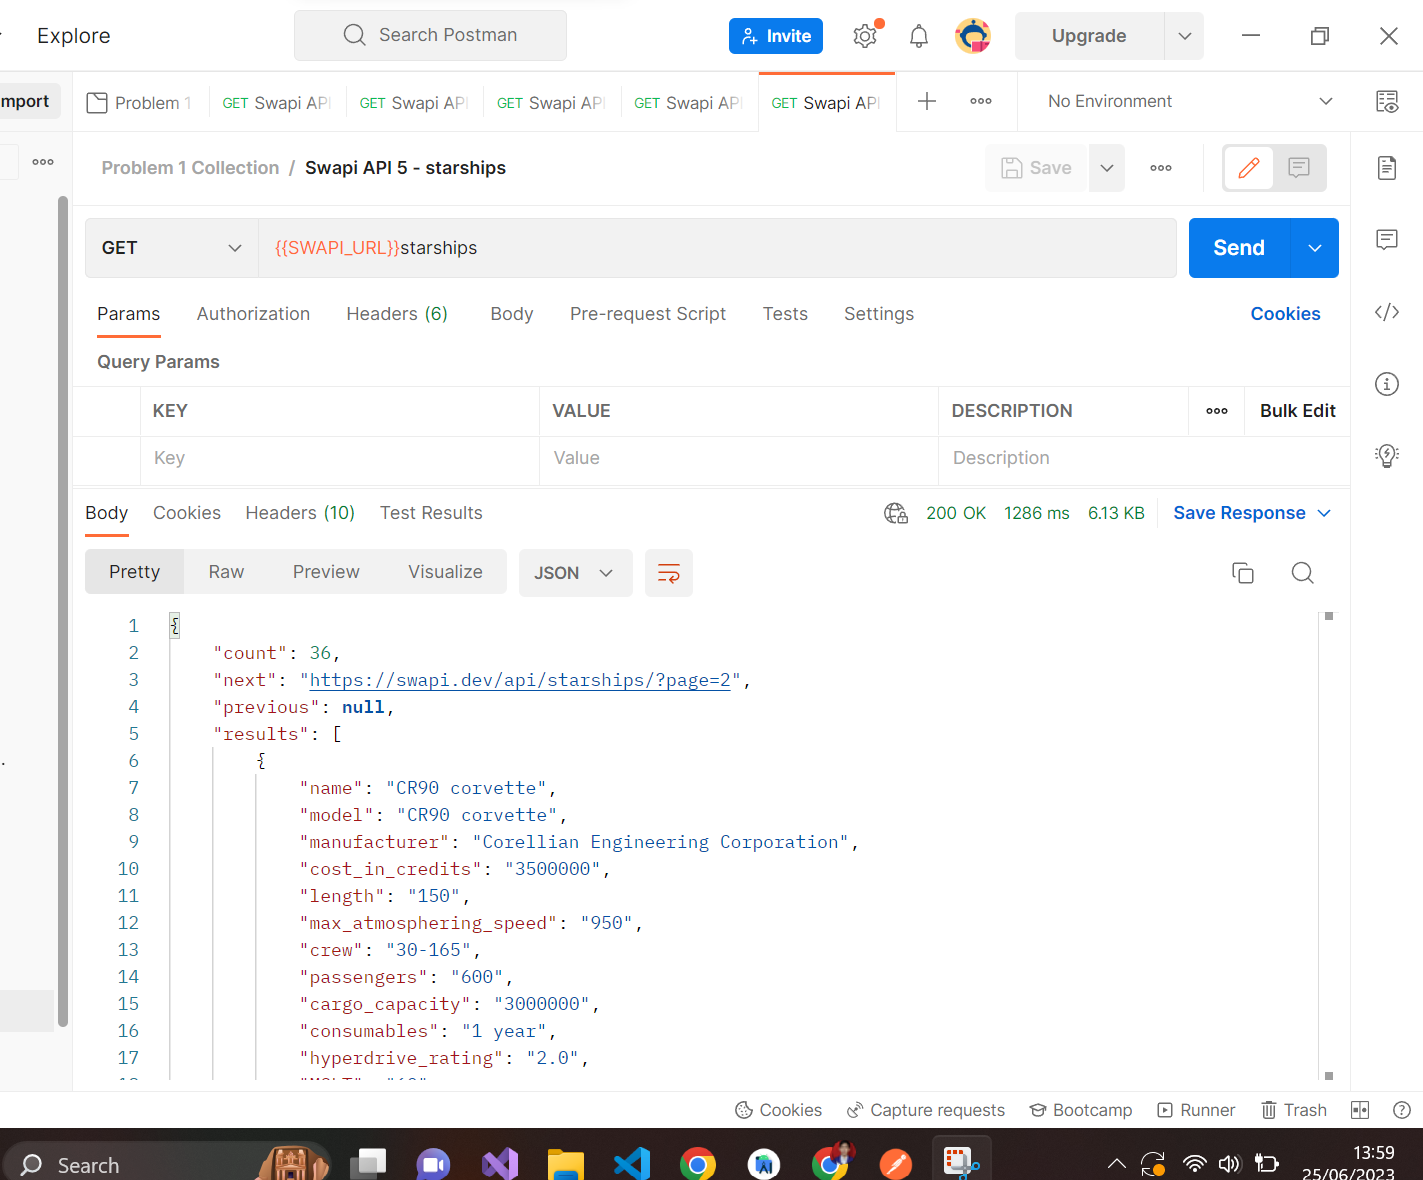 Explore
Search Postman
Invite
Upgrade
mport
Problem 1
GET Swapi API
GET Swapi API
GET Swapi API
GET Swapi API
GET Swapi API
No Environment
Problem 1 Collection / Swapi API 5 - starships
Save
GET
{{SWAPI_URL}}starships
Send
Params
Authorization
Headers (6)
Body
Pre-request Script
Tests
Settings
Cookies
Query Params
KEY
VALUE
DESCRIPTION
Bulk Edit
Key
Value
Description
Body
Cookies
Headers (10)
Test Results
200 OK
1286 ms
6.13 KB
Save Response
Pretty
Raw
Preview
Visualize
JSON
1 {
2 "count": 36,
3 "next": "https://swapi.dev/api/starships/?page=2",
4 "previous": null,
5 "results": [
6 {
7 "name": "CR90 corvette",
8 "model": "CR90 corvette",
9 "manufacturer": "Corellian Engineering Corporation",
10 "cost_in_credits": "3500000",
11 "length": "150",
12 "max_atmosphering_speed": "950",
13 "crew": "30-165",
14 "passengers": "600",
15 "cargo_capacity": "3000000",
16 "consumables": "1 year",
17 "hyperdrive_rating": "2.0",
Cookies
Capture requests
Bootcamp
Runner
Trash
Search
13:59
25/06/2023